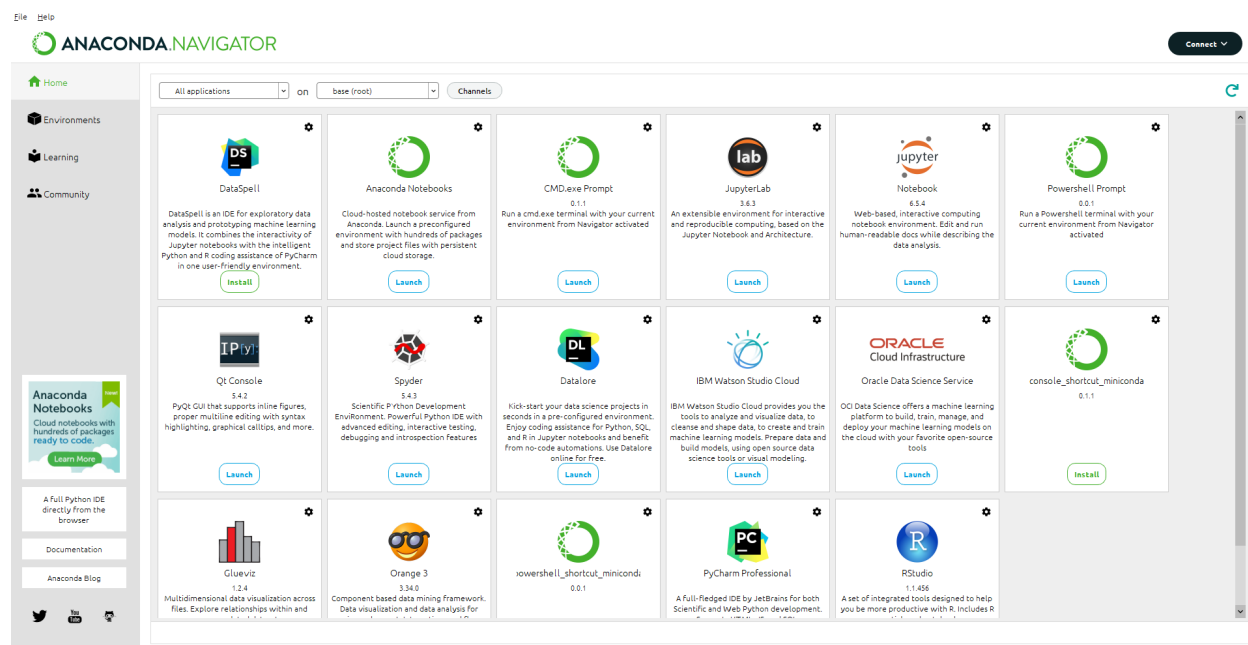 File Help
ANACONDA.NAVIGATOR
Connect
Home
Environments
Learning
Community
All applications
on
base (root)
Channels
DS
DataSpell
DataSpell is an IDE for exploratory data
analysis and prototyping machine learning
models. It combines the interactivity of
Jupyter notebooks with the intelligent
Python and R coding assistance of PyCharm
in one user-friendly environment.
Install
Anaconda Notebooks
Cloud-hosted notebook service from
Anaconda. Launch a preconfigured
environment with hundreds of packages
and store project files with persistent
cloud storage.
Launch
CMD.exe Prompt
0.1.1
Run a cmd.exe terminal with your current
environment from Navigator activated
Launch
lab
JupyterLab
3.6.3
An extensible environment for interactive
and reproducible computing, based on the
Jupyter Notebook and Architecture.
Launch
jupyter
Notebook
6.5.4
Web-based, interactive computing
notebook environment. Edit and run
human-readable docs while describing the
data analysis.
Launch
Powershell Prompt
0.0.1
Run a Powershell terminal with your
current environment from Navigator
activated
Launch
IP[y]:
Qt Console
5.4.2
PyQt GUI that supports inline figures,
proper multiline editing with syntax
highlighting, graphical calltips, and more.
Launch
Spyder
5.4.3
Scientific PYthon Development
EnviRonment. Powerful Python IDE with
advanced editing, interactive testing,
debugging and introspection features
Launch
DL
Datalore
Kick-start your data science projects in
seconds in a pre-configured environment.
Enjoy coding assistance for Python, SQL,
and R in Jupyter notebooks and benefit
from no-code automations. Use Datalore
online for free.
Launch
IBM Watson Studio Cloud
IBM Watson Studio Cloud provides you the
tools to analyze and visualize data, to
cleanse and shape data, to create and train
machine learning models. Prepare data and
build models, using open source data
science tools or visual modeling.
Launch
ORACLE
Cloud Infrastructure
Oracle Data Science Service
OCI Data Science offers a machine learning
platform to build, train, manage, and
deploy your machine learning models on
the cloud with your favorite open-source
tools
Launch
console_shortcut_miniconda
0.1.1
Install
Glueviz
1.2.4
Multidimensional data visualization across
files. Explore relationships within and
Orange 3
3.34.0
Component based data mining framework.
Data visualization and data analysis for
powershell_shortcut_miniconda
0.0.1
PC
PyCharm Professional
A full-fledged IDE by JetBrains for both
Scientific and Web Python development.
R
RStudio
1.1.456
A set of integrated tools designed to help
you be more productive with R. Includes R
Anaconda
Notebooks
New!
Cloud notebooks with
hundreds of packages
ready to code.
Learn More
A full Python IDE
directly from the
browser
Documentation
Anaconda Blog
You
Tube